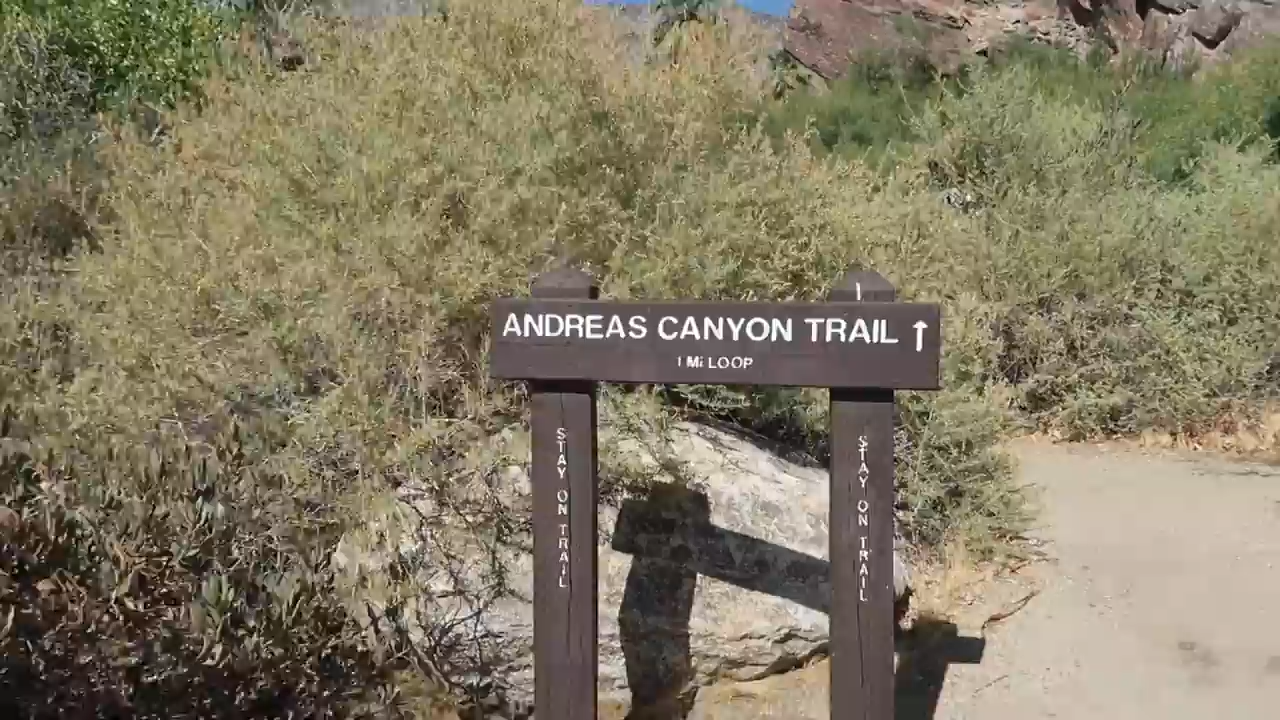 ANDREAS CANYON TRAIL ↑
1 Mi LOOP
STAY ON TRAIL
STAY ON TRAIL